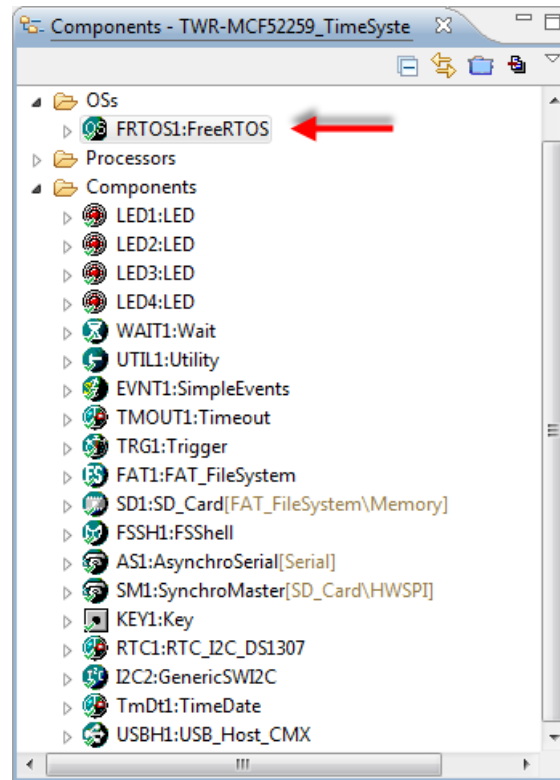 Components - TWR-MCF52259_TimeSyste
OSs
FRTOS1:FreeRTOS
Processors
Components
LED1:LED
LED2:LED
LED3:LED
LED4:LED
WAIT1:Wait
UTIL1:Utility
EVNT1:SimpleEvents
TMOUT1:Timeout
TRG1:Trigger
FAT1:FAT_FileSystem
SD1:SD_Card[FAT_FileSystem\Memory]
FSSH1:FSShell
AS1:AsynchroSerial[Serial]
SM1:SynchroMaster[SD_Card\HWSPI]
KEY1:Key
RTC1:RTC_I2C_DS1307
I2C2:GenericSWI2C
TmDt1:TimeDate
USBH1:USB_Host_CMX